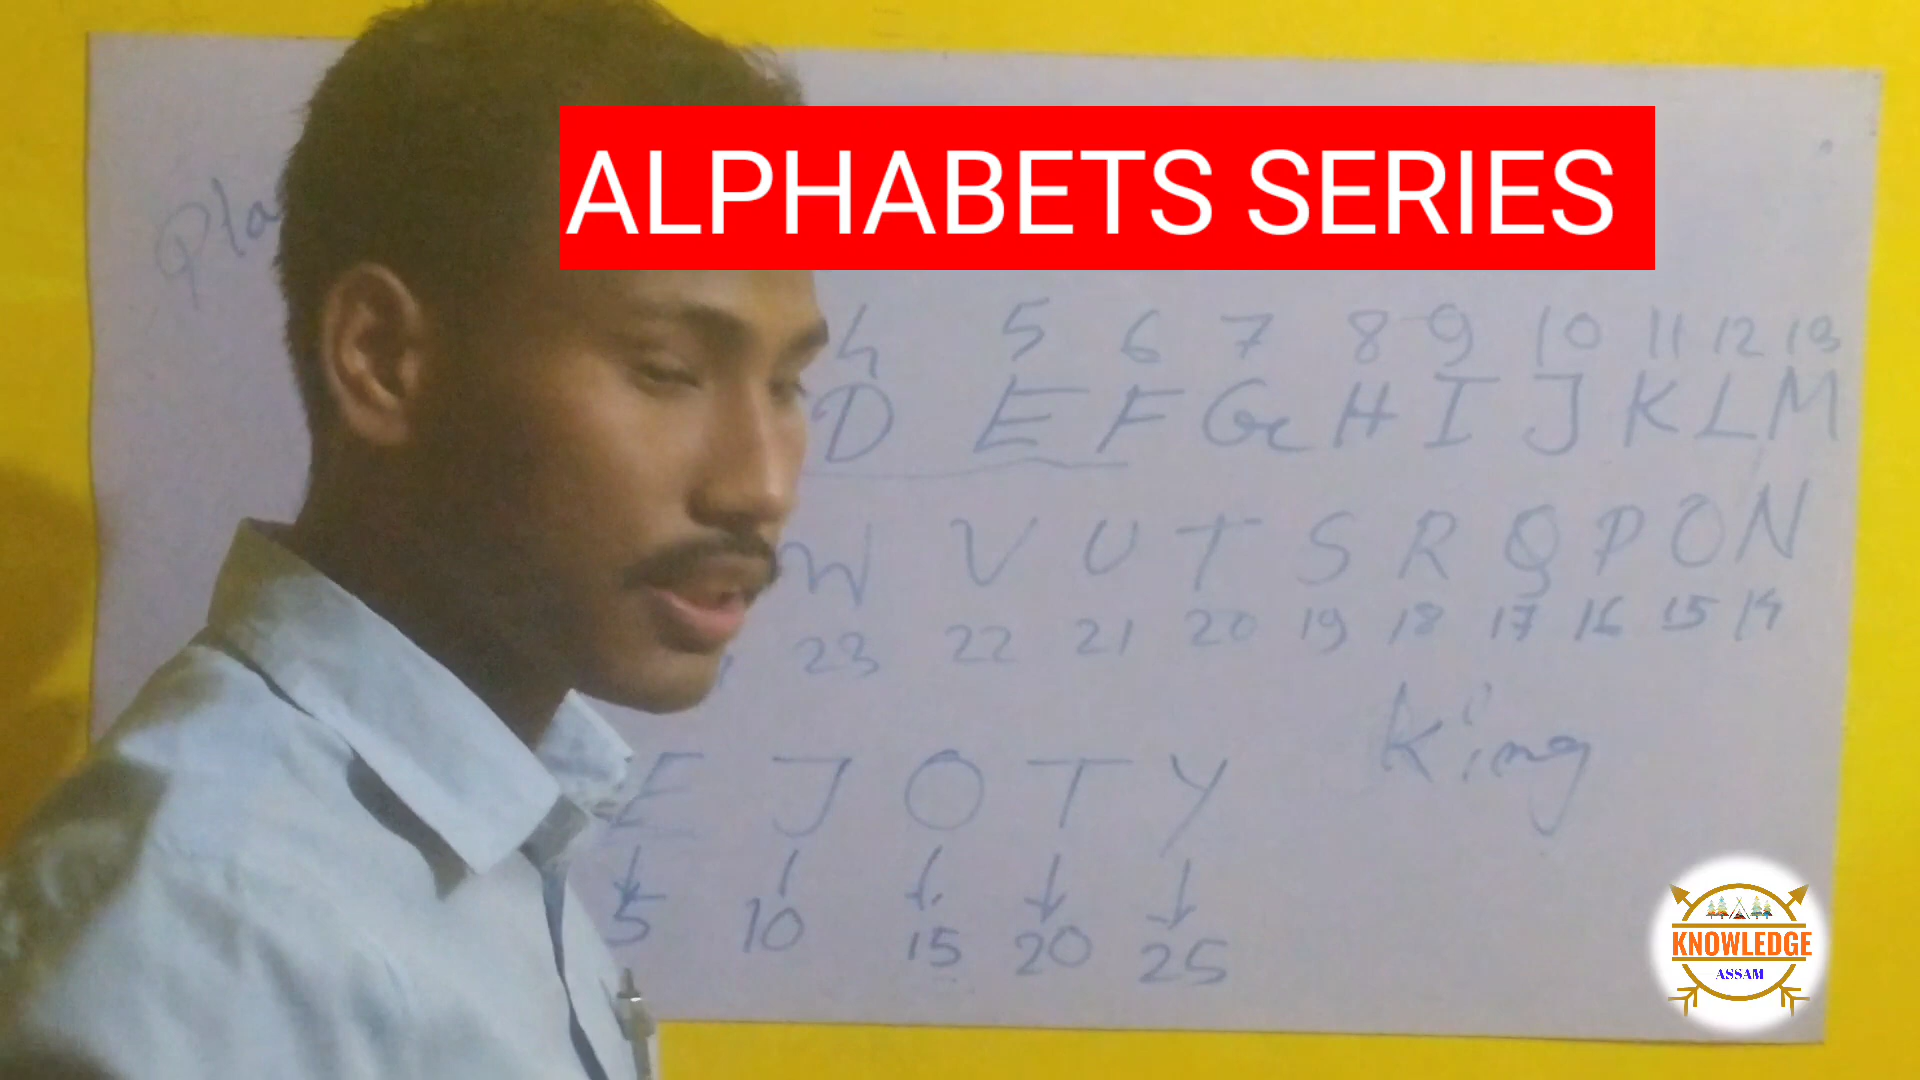 ALPHABETS SERIES
4 5 6 7 8 9 10 11 12 13
D E F G H I J K L M
W V U T S R Q P O N
23 22 21 20 19 18 17 16 15 14
king
E J O T Y
5 10 15 20 25
KNOWLEDGE
ASSAM